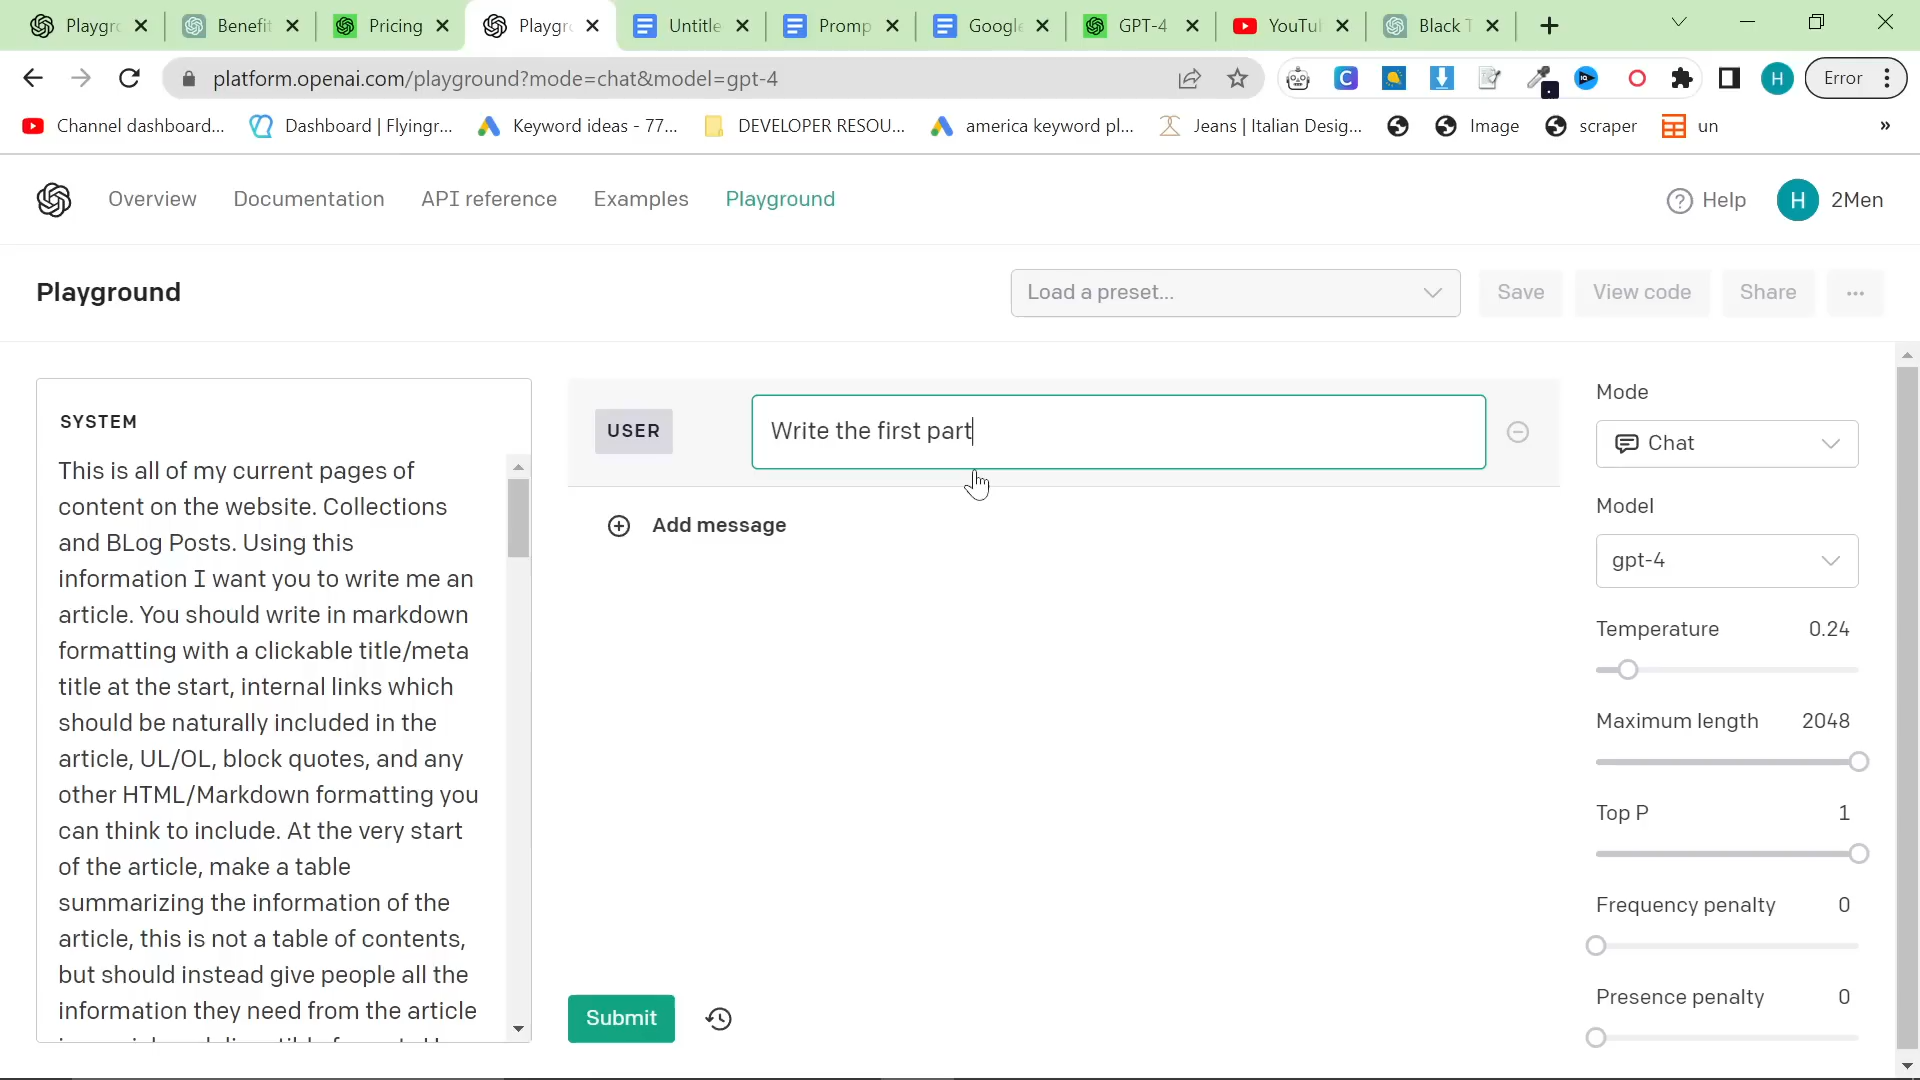 Playgr
Benefit
Pricing
Playgr
Untitle
Promp
Google
GPT-4
YouTu
Black T
platform.openai.com/playground?mode=chat&model=gpt-4
C
H
Error
Channel dashboard...
Dashboard | Flyingr...
Keyword ideas - 77...
DEVELOPER RESOU...
america keyword pl...
Jeans | Italian Desig...
Image
scraper
un
»
Overview
Documentation
API reference
Examples
Playground
Help
H
2Men
Playground
Load a preset...
Save
View code
Share
...
SYSTEM
This is all of my current pages of
content on the website. Collections
and BLog Posts. Using this
information I want you to write me an
article. You should write in markdown
formatting with a clickable title/meta
title at the start, internal links which
should be naturally included in the
article, UL/OL, block quotes, and any
other HTML/Markdown formatting you
can think to include. At the very start
of the article, make a table
summarizing the information of the
article, this is not a table of contents,
but should instead give people all the
information they need from the article
USER
Write the first part
Add message
Submit
Mode
Chat
Model
gpt-4
Temperature 0.24
Maximum length 2048
Top P 1
Frequency penalty 0
Presence penalty 0